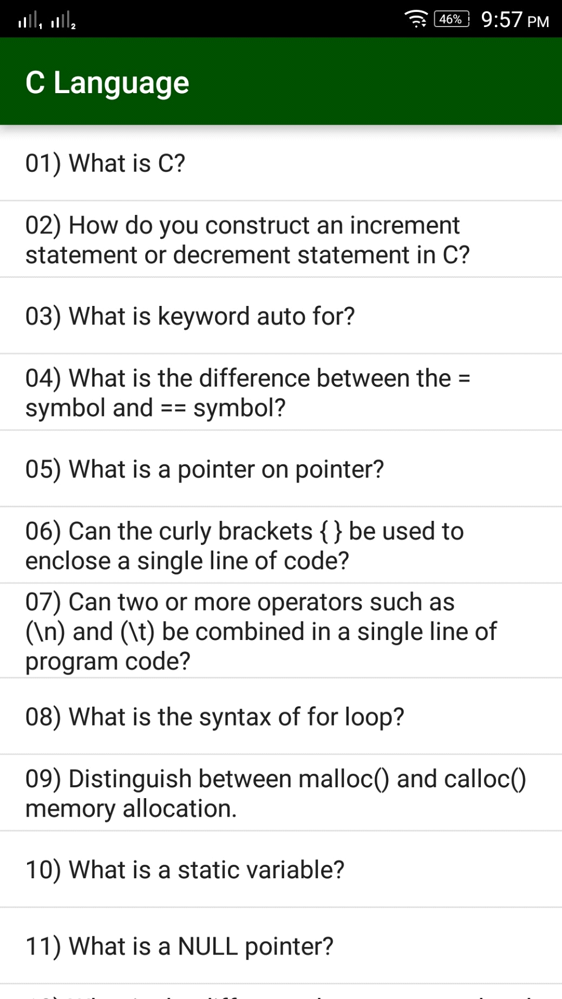 1 2 46% 9:57 PM
C Language
01) What is C?
02) How do you construct an increment
statement or decrement statement in C?
03) What is keyword auto for?
04) What is the difference between the =
symbol and == symbol?
05) What is a pointer on pointer?
06) Can the curly brackets { } be used to
enclose a single line of code?
07) Can two or more operators such as
(\n) and (\t) be combined in a single line of
program code?
08) What is the syntax of for loop?
09) Distinguish between malloc() and calloc()
memory allocation.
10) What is a static variable?
11) What is a NULL pointer?